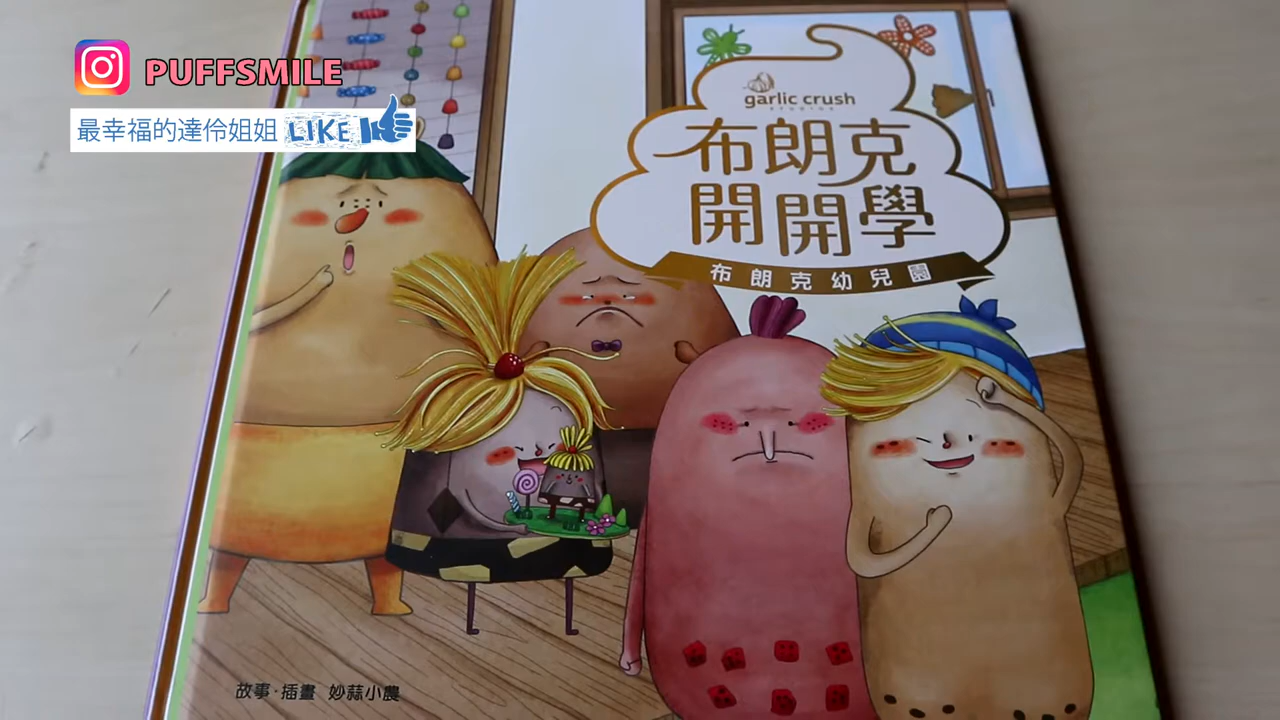 PUFFSMILE
最幸福的達伶姐姐 LIKE
garlic crush
STUDIOS
布朗克
開開學
布朗克幼兒園
故事·插畫 妙蒜小農